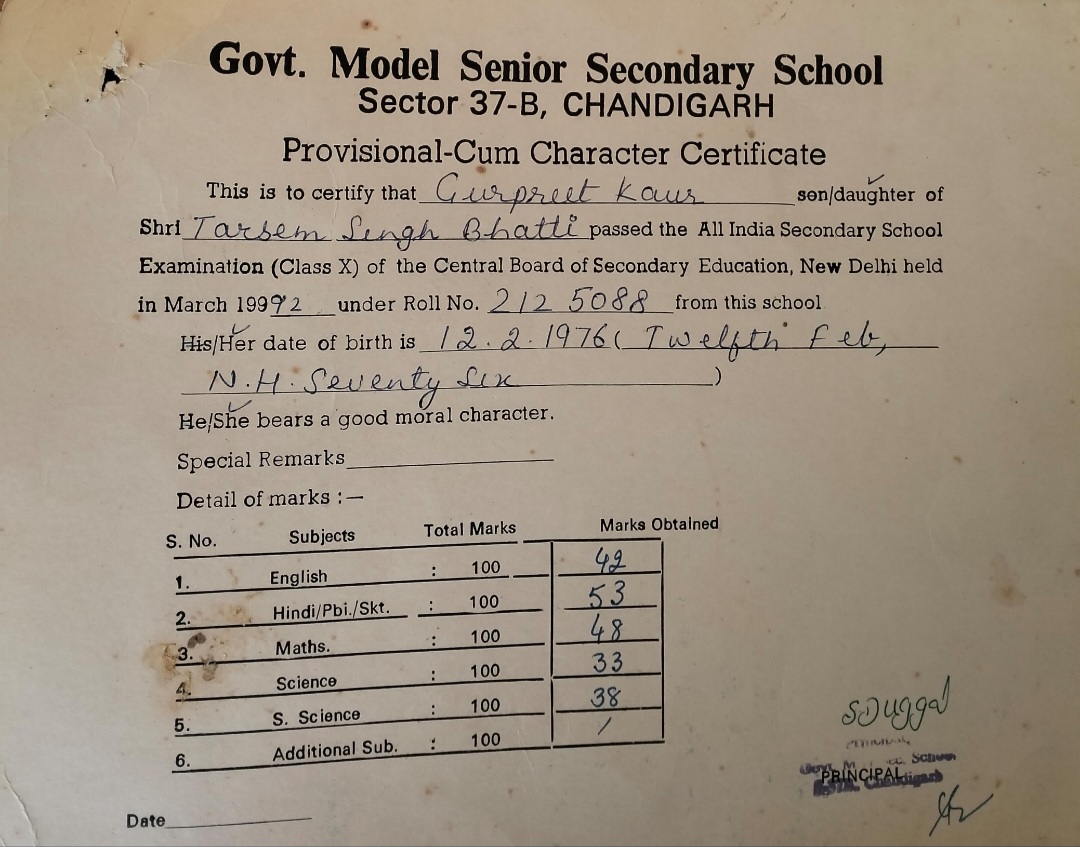 Govt. Model Senior Secondary School
Sector 37-B, CHANDIGARH
Provisional-Cum Character Certificate
This is to certify that Gurpreet Kaur son/daughter of
Shri Tarsem Singh Bhatti passed the All India Secondary School
Examination (Class X) of the Central Board of Secondary Education, New Delhi held
in March 19992 under Roll No. 2125088 from this school
His/Her date of birth is 12.2.1976 ( Twelfth Feb,
N.H. Seventy Six )
He/She bears a good moral character.
Special Remarks
Detail of marks :—
S. No. Subjects Total Marks Marks Obtained
1. English : 100 42
2. Hindi/Pbi./Skt. : 100 53
3. Maths. : 100 48
4. Science : 100 33
5. S. Science : 100 38
6. Additional Sub. : 100 /
SDuggal
PRINCIPAL
Chandigarh
Date